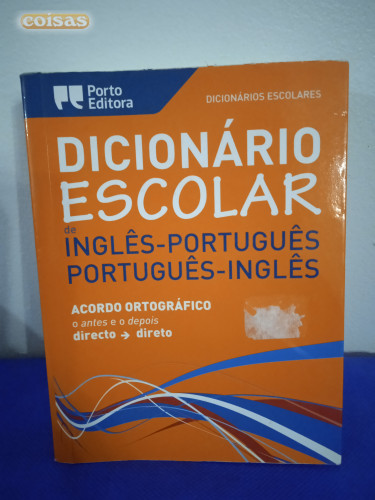 coisas
Porto
Editora
DICIONÁRIOS ESCOLARES
DICIONÁRIO
ESCOLAR
de
INGLÊS-PORTUGUÊS
PORTUGUÊS-INGLÊS
ACORDO ORTOGRÁFICO
o antes e o depois
directo → direto